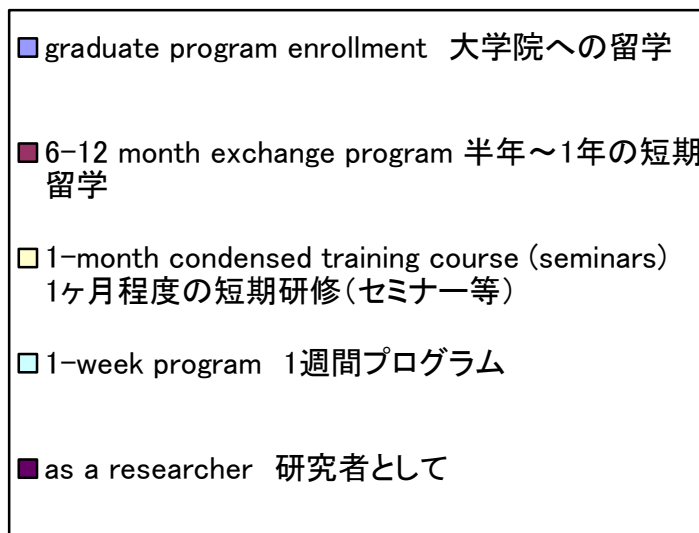 graduate program enrollment 大学院への留学
6-12 month exchange program 半年～1年の短期
留学
1-month condensed training course (seminars)
1ヶ月程度の短期研修（セミナー等）
1-week program 1週間プログラム
as a researcher 研究者として